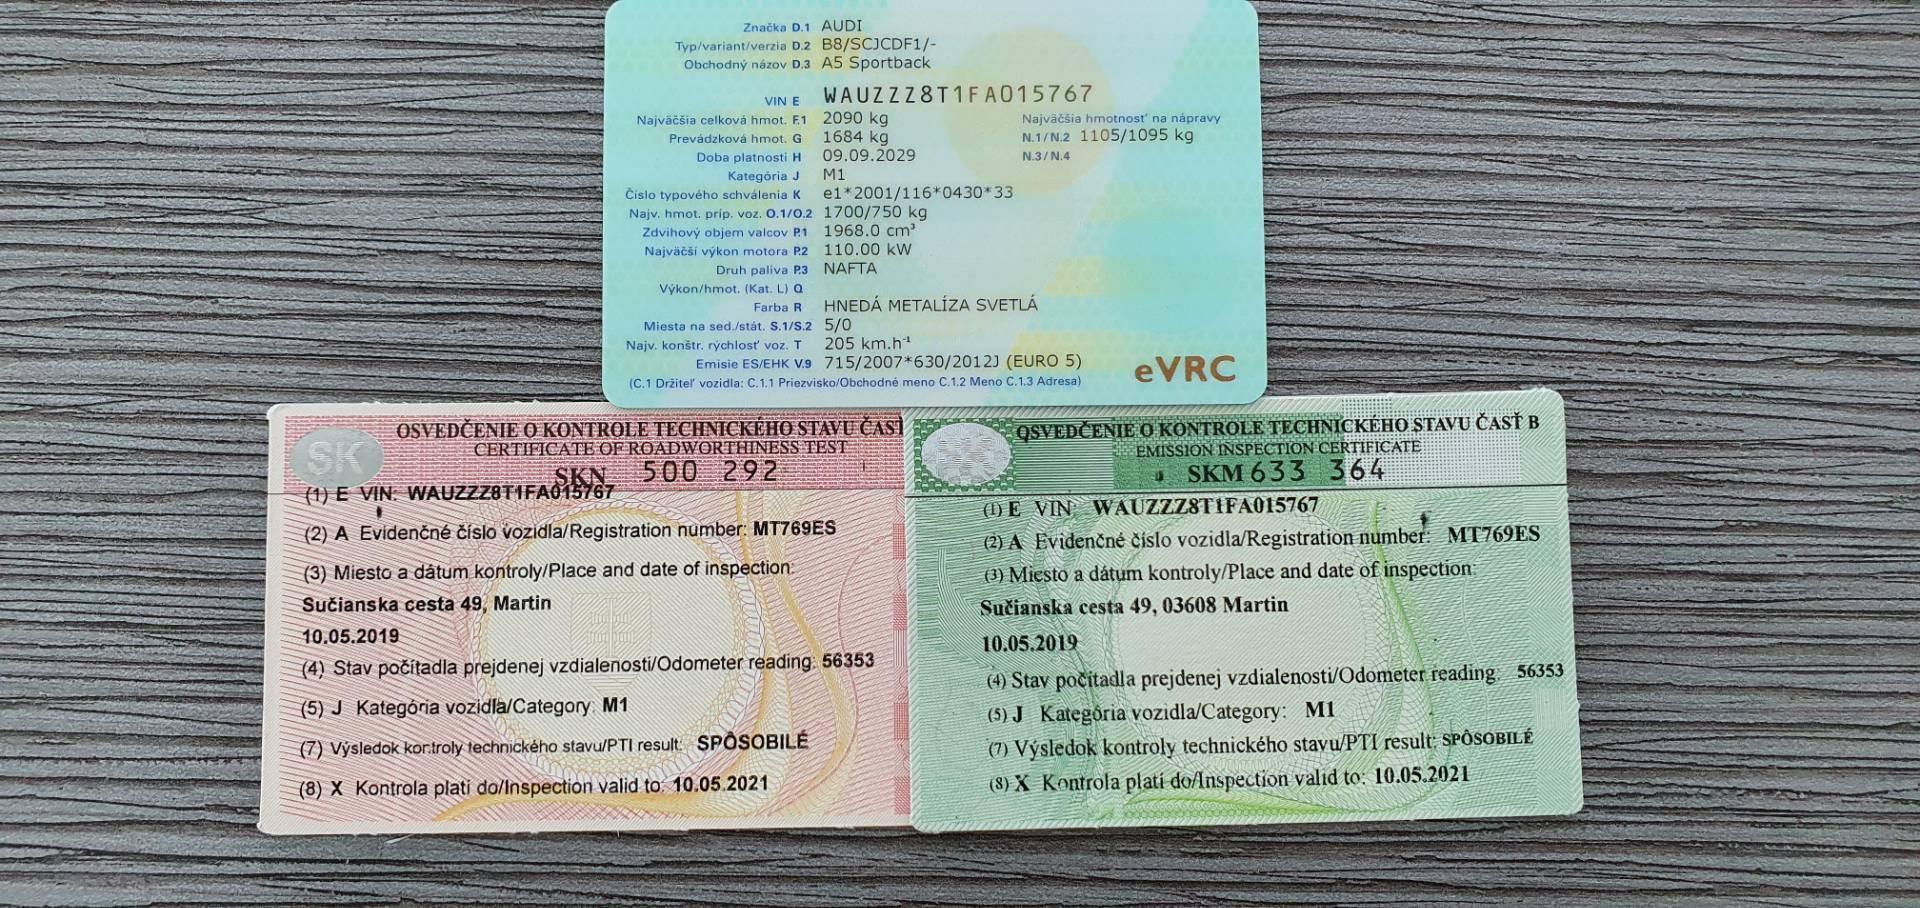 Značka D.1 AUDI
Typ/variant/verzia D.2 B8/SCJCDF1/-
Obchodný názov D.3 A5 Sportback
VIN E WAUZZZ8T1FA015767
Najväčšia celková hmot. F.1 2090 kg Najväčšia hmotnosť na nápravy
Prevádzková hmot. G 1684 kg N.1/N.2 1105/1095 kg
Doba platnosti H 09.09.2029 N.3/N.4
Kategória J M1
Číslo typového schválenia K e1*2001/116*0430*33
Najv. hmot. príp. voz. O.1/O.2 1700/750 kg
Zdvihový objem valcov P.1 1968.0 cm³
Najväčší výkon motora P.2 110.00 kW
Druh paliva P.3 NAFTA
Výkon/hmot. (Kat. L) Q
Farba R HNEDÁ METALÍZA SVETLÁ
Miesta na sed./stát. S.1/S.2 5/0
Najv. konštr. rýchlosť voz. T 205 km.h⁻¹
Emisie ES/EHK V.9 715/2007*630/2012J (EURO 5)
(C.1 Držiteľ vozidla: C.1.1 Priezvisko/Obchodné meno C.1.2 Meno C.1.3 Adresa)
eVRC
SK
OSVEDČENIE O KONTROLE TECHNICKÉHO STAVU ČASŤ
CERTIFICATE OF ROADWORTHINESS TEST
SKN 500 292
(1) E VIN: WAUZZZ8T1FA015767
(2) A Evidenčné číslo vozidla/Registration number: MT769ES
(3) Miesto a dátum kontroly/Place and date of inspection:
Sučianska cesta 49, Martin
10.05.2019
(4) Stav počítadla prejdenej vzdialenosti/Odometer reading: 56353
(5) J Kategória vozidla/Category: M1
(7) Výsledok kontroly technického stavu/PTI result: SPÔSOBILÉ
(8) X Kontrola platí do/Inspection valid to: 10.05.2021
OSVEDČENIE O KONTROLE TECHNICKÉHO STAVU ČASŤ B
EMISSION INSPECTION CERTIFICATE
SKM 633 364
(1) E VIN: WAUZZZ8T1FA015767
(2) A Evidenčné číslo vozidla/Registration number: MT769ES
(3) Miesto a dátum kontroly/Place and date of inspection:
Sučianska cesta 49, 03608 Martin
10.05.2019
(4) Stav počítadla prejdenej vzdialenosti/Odometer reading: 56353
(5) J Kategória vozidla/Category: M1
(7) Výsledok kontroly technického stavu/PTI result: SPÔSOBILÉ
(8) X Kontrola platí do/Inspection valid to: 10.05.2021